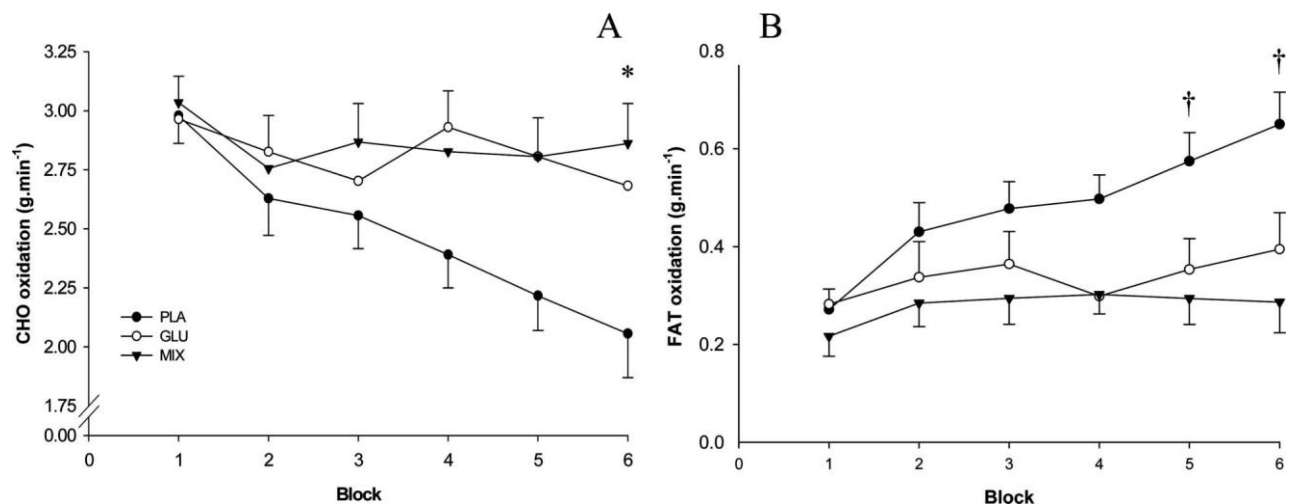 A
CHO oxidation (g.min⁻¹)
3.25
3.00
2.75
2.50
2.25
2.00
1.75
0.00
*
PLA
GLU
MIX
0 1 2 3 4 5 6
Block
B
FAT oxidation (g.min⁻¹)
0.8
0.6
0.4
0.2
0.0
†
†
0 1 2 3 4 5 6
Block